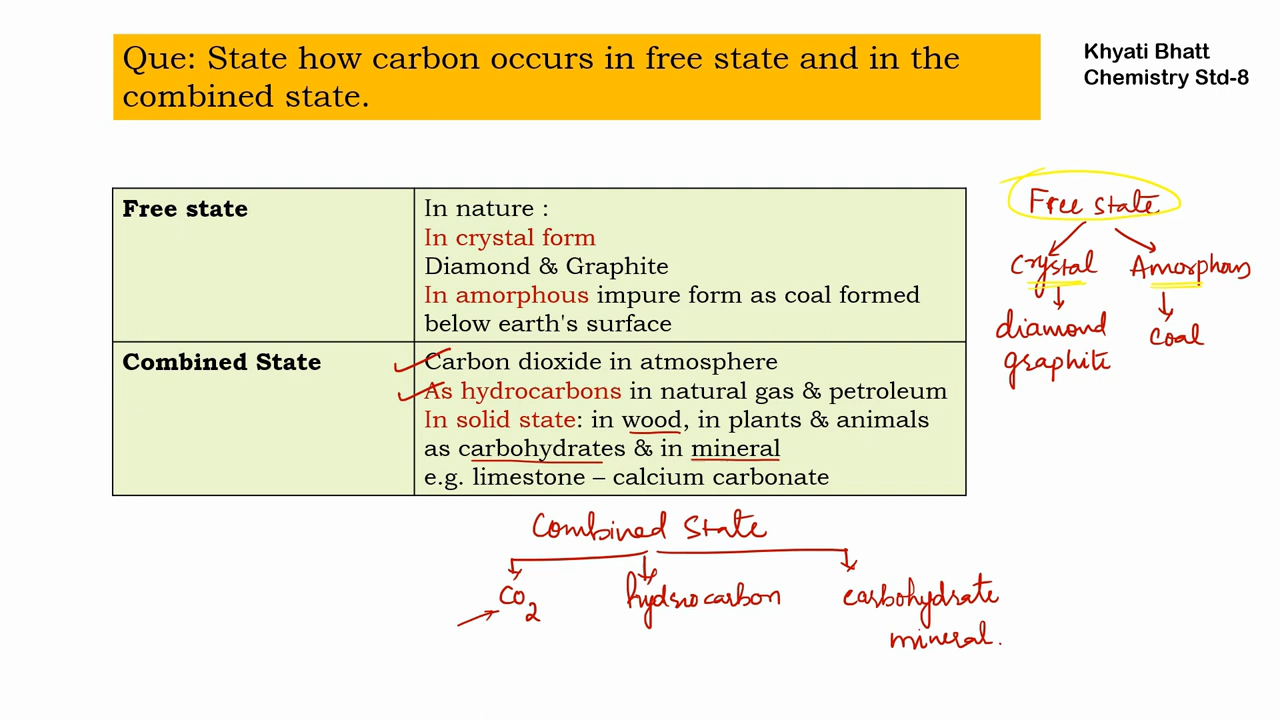 Que: State how carbon occurs in free state and in the
combined state.
Khyati Bhatt
Chemistry Std-8
Free state
In nature :
In crystal form
Diamond & Graphite
In amorphous impure form as coal formed
below earth's surface
Combined State
Carbon dioxide in atmosphere
As hydrocarbons in natural gas & petroleum
In solid state: in wood, in plants & animals
as carbohydrates & in mineral
e.g. limestone – calcium carbonate
Free state
Crystal Amorphous
diamond
graphite
coal
Combined State
CO2 hydrocarbon carbohydrate
mineral.